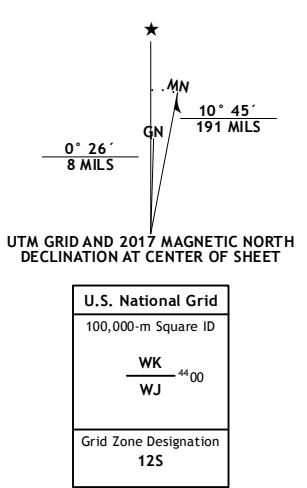 ★
MN
10° 45´
191 MILS
GN
0° 26´
8 MILS
UTM GRID AND 2017 MAGNETIC NORTH
DECLINATION AT CENTER OF SHEET
U.S. National Grid
100,000-m Square ID
WK
4400
WJ
Grid Zone Designation
12S